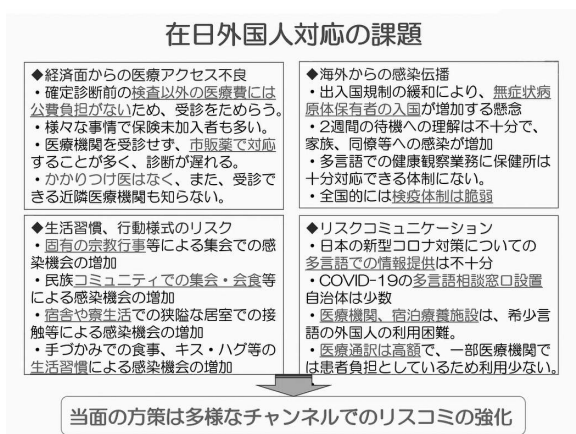 在日外国人対応の課題
◆経済面からの医療アクセス不良
・確定診断前の検査以外の医療費には
公費負担がないため、受診をためらう。
・様々な事情で保険未加入者も多い。
・医療機関を受診せず、市販薬で対応
することが多く、診断が遅れる。
・かかりつけ医はなく、また、受診で
きる近隣医療機関も知らない。
◆海外からの感染伝播
・出入国規制の緩和により、無症状病
原体保有者の入国が増加する懸念
・2週間の待機への理解は不十分で、
家族、同僚等への感染が増加
・多言語での健康観察業務に保健所は
十分対応できる体制にない。
・全国的には検疫体制は脆弱
◆生活習慣、行動様式のリスク
・固有の宗教行事等による集会での感
染機会の増加
・民族コミュニティでの集会・会食等
による感染機会の増加
・宿舎や寮生活での狭隘な居室での接
触等による感染機会の増加
・手づかみでの食事、キス・ハグ等の
生活習慣による感染機会の増加
◆リスクコミュニケーション
・日本の新型コロナ対策についての
多言語での情報提供は不十分
・COVID-19の多言語相談窓口設置
自治体は少数
・医療機関、宿泊療養施設は、希少言
語の外国人の利用困難。
・医療通訳は高額で、一部医療機関で
は患者負担としているため利用少ない。
当面の方策は多様なチャンネルでのリスコミの強化